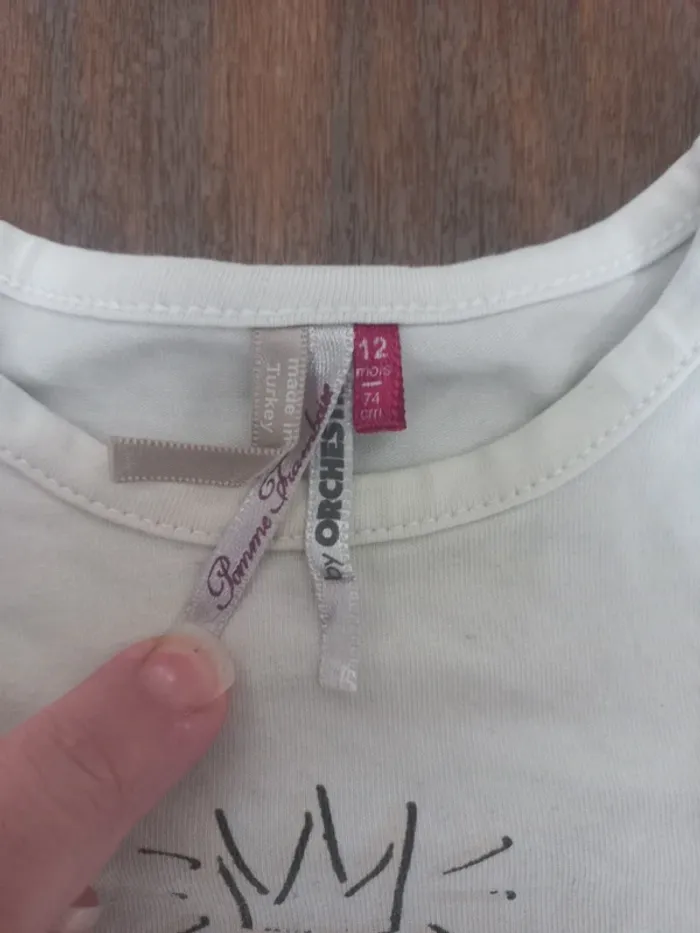 made in
Turkey
Pomme Framboise
by ORCHESTRA
12
mois
74
cm